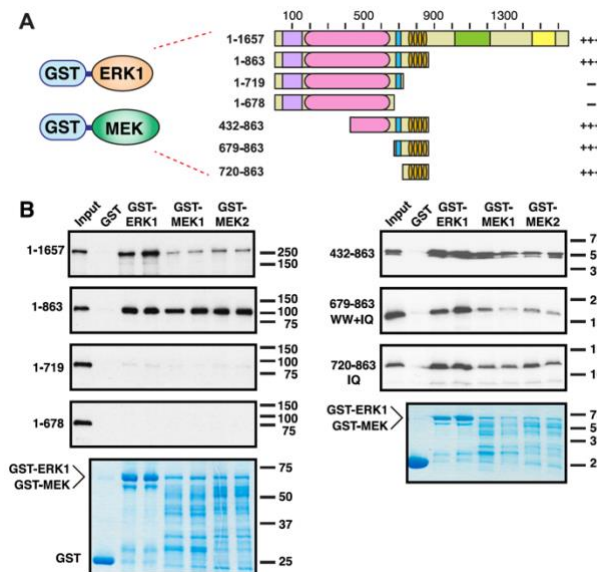 A
100 500 900 1300
GST ERK1
GST MEK
1-1657 ++
1-863 ++
1-719 –
1-678 –
432-863 ++
679-863 ++
720-863 ++
B
Input GST GST-ERK1 GST-MEK1 GST-MEK2
1-1657 250 150
1-863 150 100 75
1-719 150 100 75
1-678 150 100 75
GST-ERK1
GST-MEK
GST
75
50
37
25
Input GST GST-ERK1 GST-MEK1 GST-MEK2
432-863 7 5 3
679-863
WW+IQ
2
1
720-863
IQ
1
1
GST-ERK1
GST-MEK
7
5
3
2